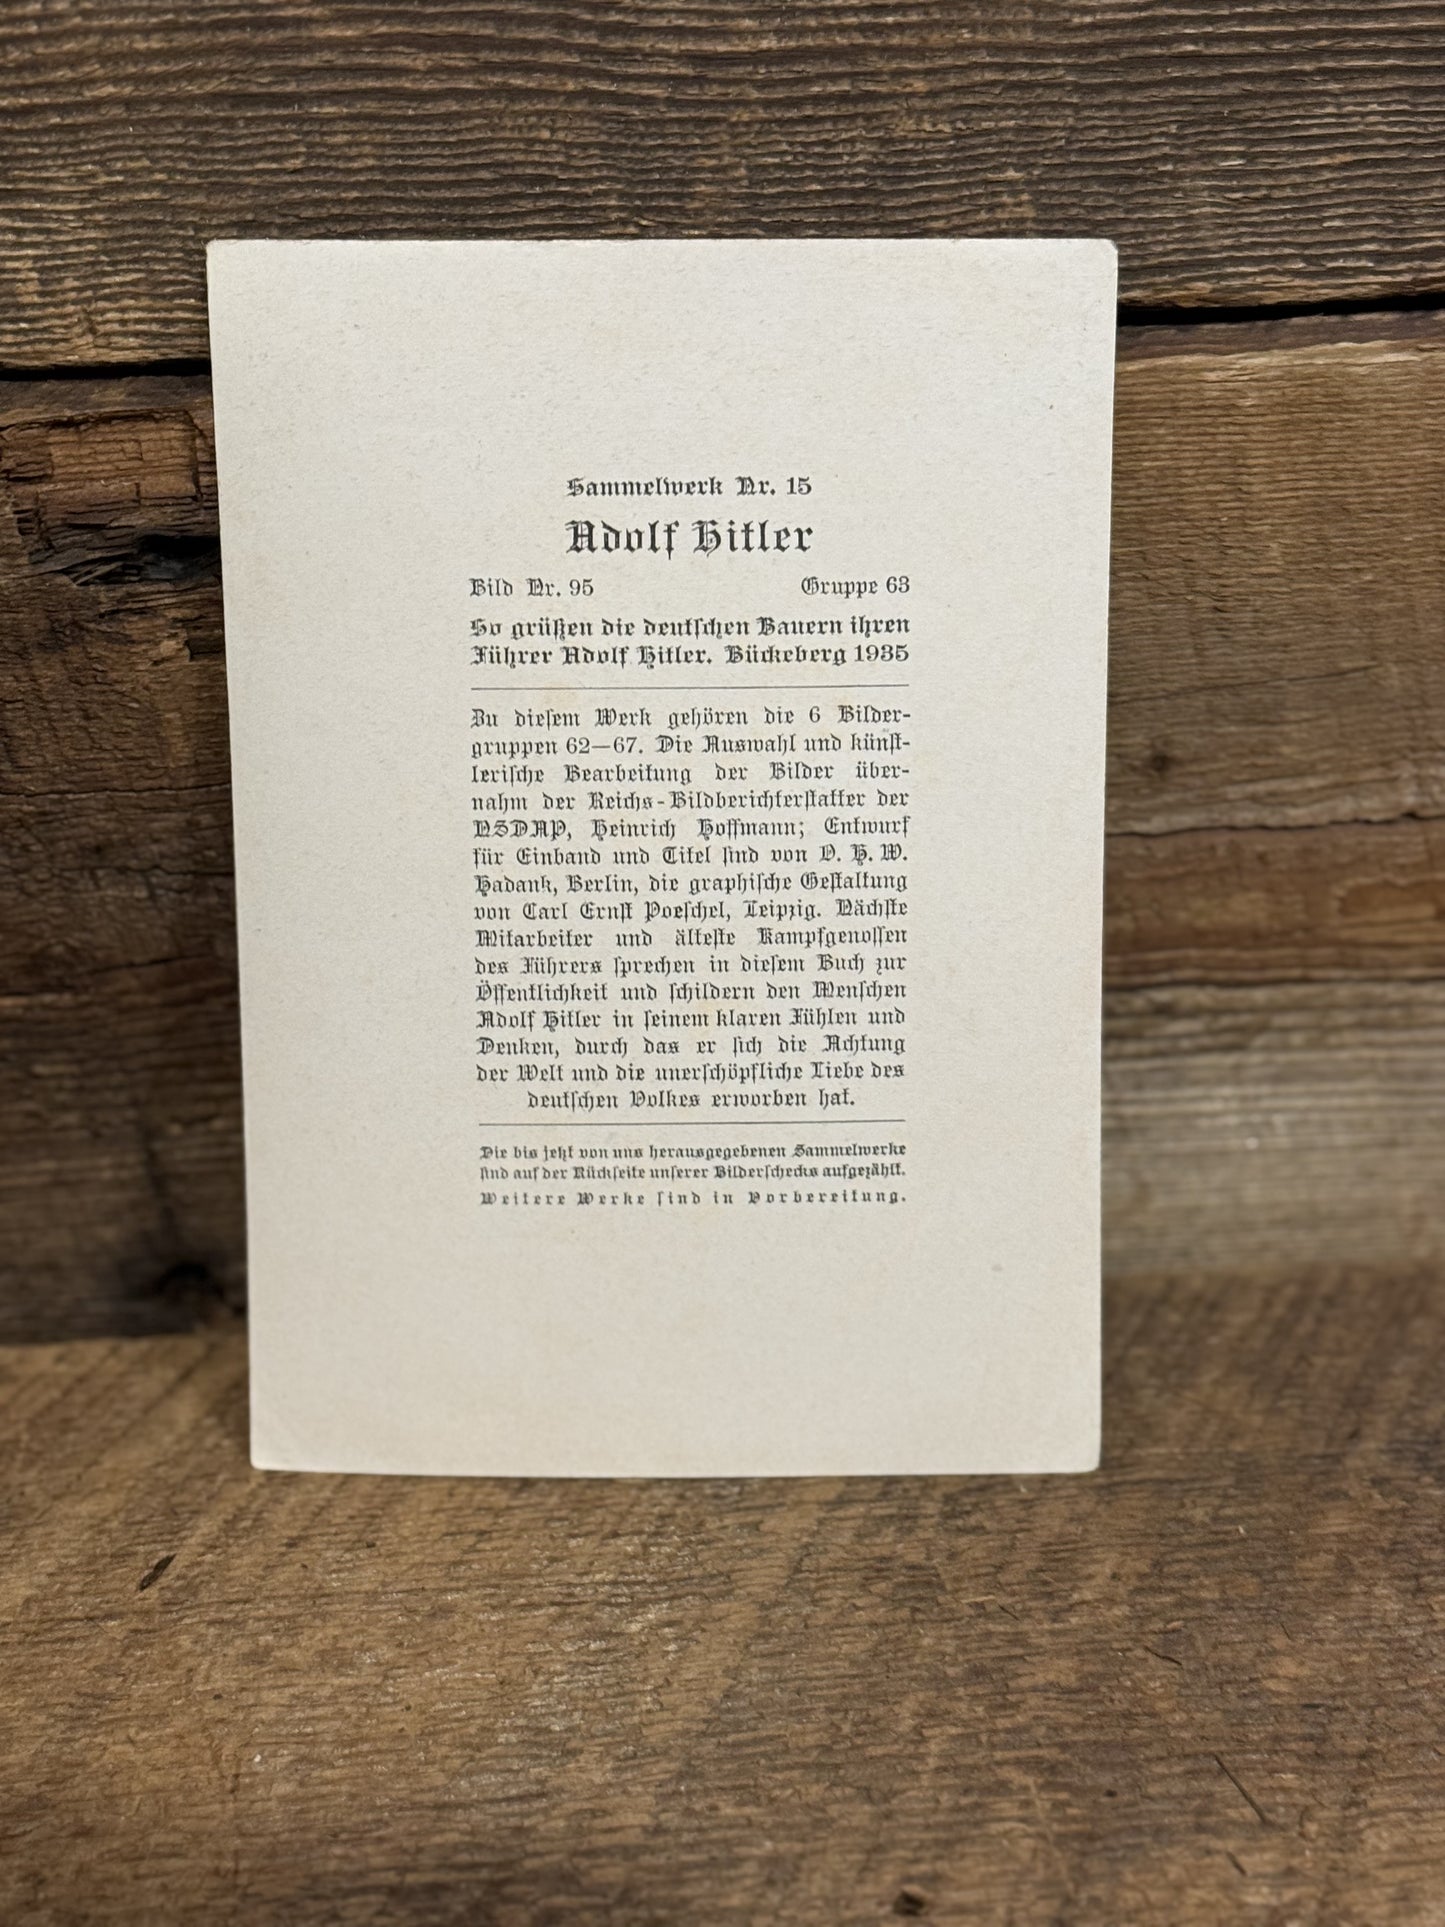 Sammelwerk Nr. 15
Adolf Hitler
Bild Nr. 95 Gruppe 63
So grüßen die deutschen Bauern ihren
Führer Adolf Hitler. Bückeberg 1935
Zu diesem Werk gehören die 6 Bilder-
gruppen 62—67. Die Auswahl und künst-
lerische Bearbeitung der Bilder über-
nahm der Reichs-Bildberichterstatter der
NSDAP, Heinrich Hoffmann; Entwurf
für Einband und Titel sind von O. H. W.
Hadank, Berlin, die graphische Gestaltung
von Carl Ernst Poeschel, Leipzig. Nächste
Mitarbeiter und älteste Kampfgenossen
des Führers sprechen in diesem Buch zur
Öffentlichkeit und schildern den Menschen
Adolf Hitler in seinem klaren Fühlen und
Denken, durch das er sich die Achtung
der Welt und die unerschöpfliche Liebe des
deutschen Volkes erworben hat.
Die bis jetzt von uns herausgegebenen Sammelwerke
sind auf der Rückseite unserer Bilderschecks aufgezählt.
Weitere Werke sind in Vorbereitung.